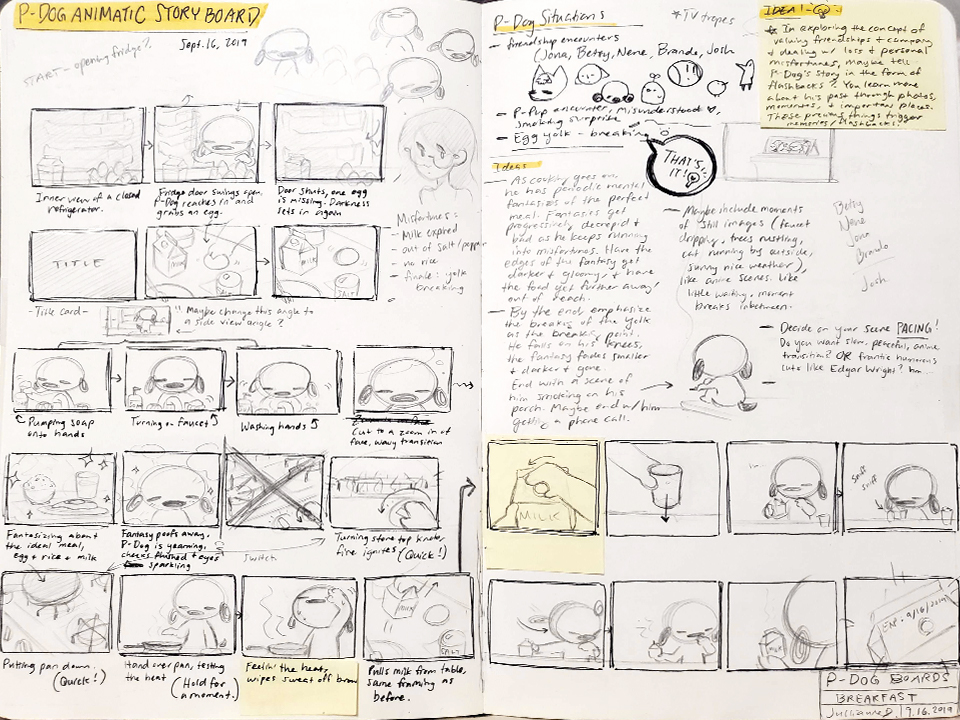 P-DOG ANIMATIC STORYBOARD
Sept. 16, 2019
START - opening fridge?
Inner view of a closed
refrigerator.
Fridge door swings open,
P-Dog reaches in and
grabs an egg.
Door shuts, one egg
is missing. Darkness
sets in again
Misfortunes:
- Milk expired
- out of salt/pepper
- no rice
- finale: yolk
breaking
TITLE
MILK
SALT
- Title card -
Maybe change this angle to
a side view angle?
Pumping soap
onto hands
Turning on faucet
Washing hands
Cut to a zoom in of
face, wavy transition
Fantasizing about
the ideal meal,
egg + rice + milk
Fantasy poofs away.
P-Dog is yearning,
cheeks flushed + eyes
sparkling
Switch
Turning stove top knob,
fire ignites (Quick!)
Putting pan down.
(Quick!)
Hand over pan, testing
the heat (Hold for
a moment.)
Feelin' the heat,
wipes sweat off brow
MILK
SALT
Pulls milk from table,
same framing as
before.
P-Dog Situations
*TV tropes
- friendship encounters
(Jona, Betsy, Nene, Brando, Josh
- P-Pup encounter, misunderstood
smoking surprise
- Egg yolk - breaking
THAT'S
IT!
IDEA!
* In exploring the concept of
valuing friendships + company
+ dealing w/ loss + personal
misfortunes, maybe tell
P-Dog's story in the form of
flashbacks? You learn more
about his past through photos,
mementos, + important places.
These preview things trigger
memories/flashbacks.
Ideas
- As cooking goes on,
he has periodic mental
fantasies of the perfect
meal. Fantasies get
progressively decrepid +
bad as he keeps running
into misfortunes. Have the
edges of the fantasy get
darker + gloomy, + have
the food get further away/
out of reach.
- By the end emphasize
the breaking of the yolk
as the breaking point.
He falls on his knees,
the fantasy fades smaller
+ darker + gone.
End with a scene of
him smoking on his
porch. Maybe end w/ him
getting a phone call.
- Maybe include moments
of still images (faucet
dripping, trees rustling,
cat running by outside,
sunny nice weather),
like anime scenes. Like
little waiting, moment
breaks inbetween.
Betsy
Nene
Jona
Brando
Josh
- Decide on your scene PACING!
Do you want slow, peaceful, anime
transition? OR frantic humorous
cuts like Edgar Wright? hm...
MILK
sniff
sniff
MILK
EXP. 9/16/2019
P-DOG BOARDS
BREAKFAST
9.16.2019